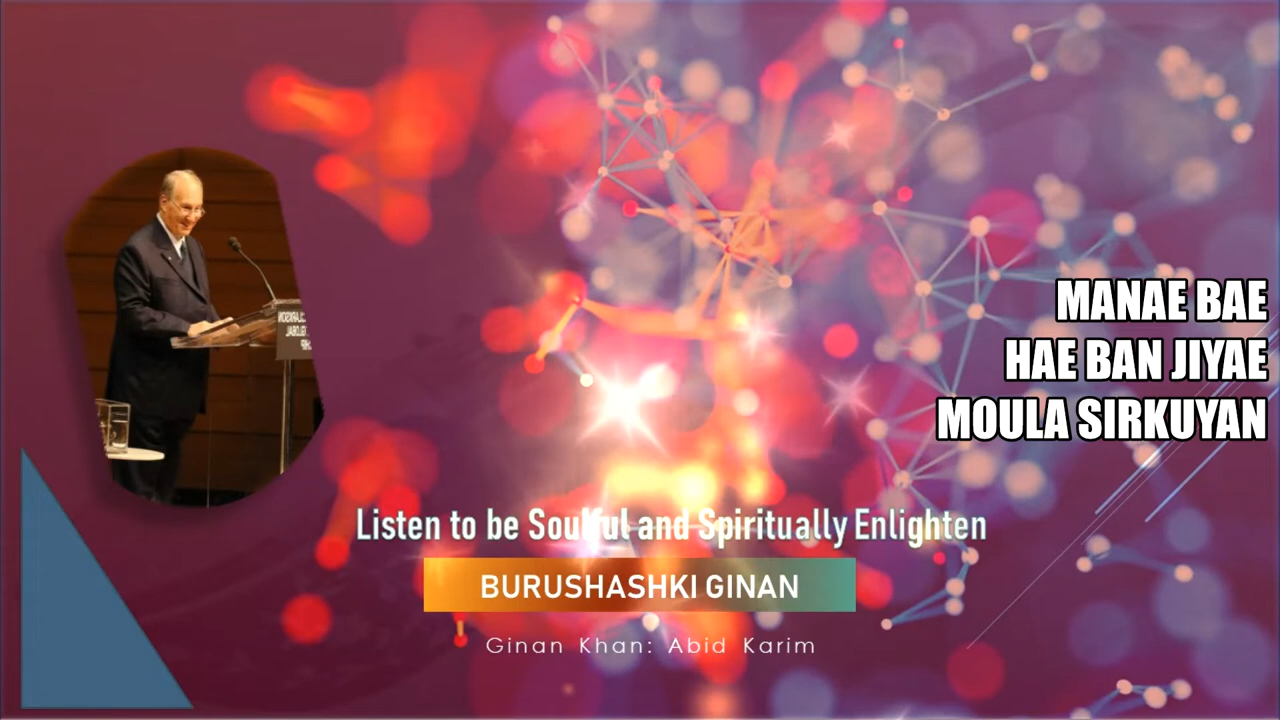 MANAE BAE
HAE BAN JIYAE
MOULA SIRKUYAN
Listen to be Soulful and Spiritually Enlighten
BURUSHASHKI GINAN
Ginan Khan: Abid Karim